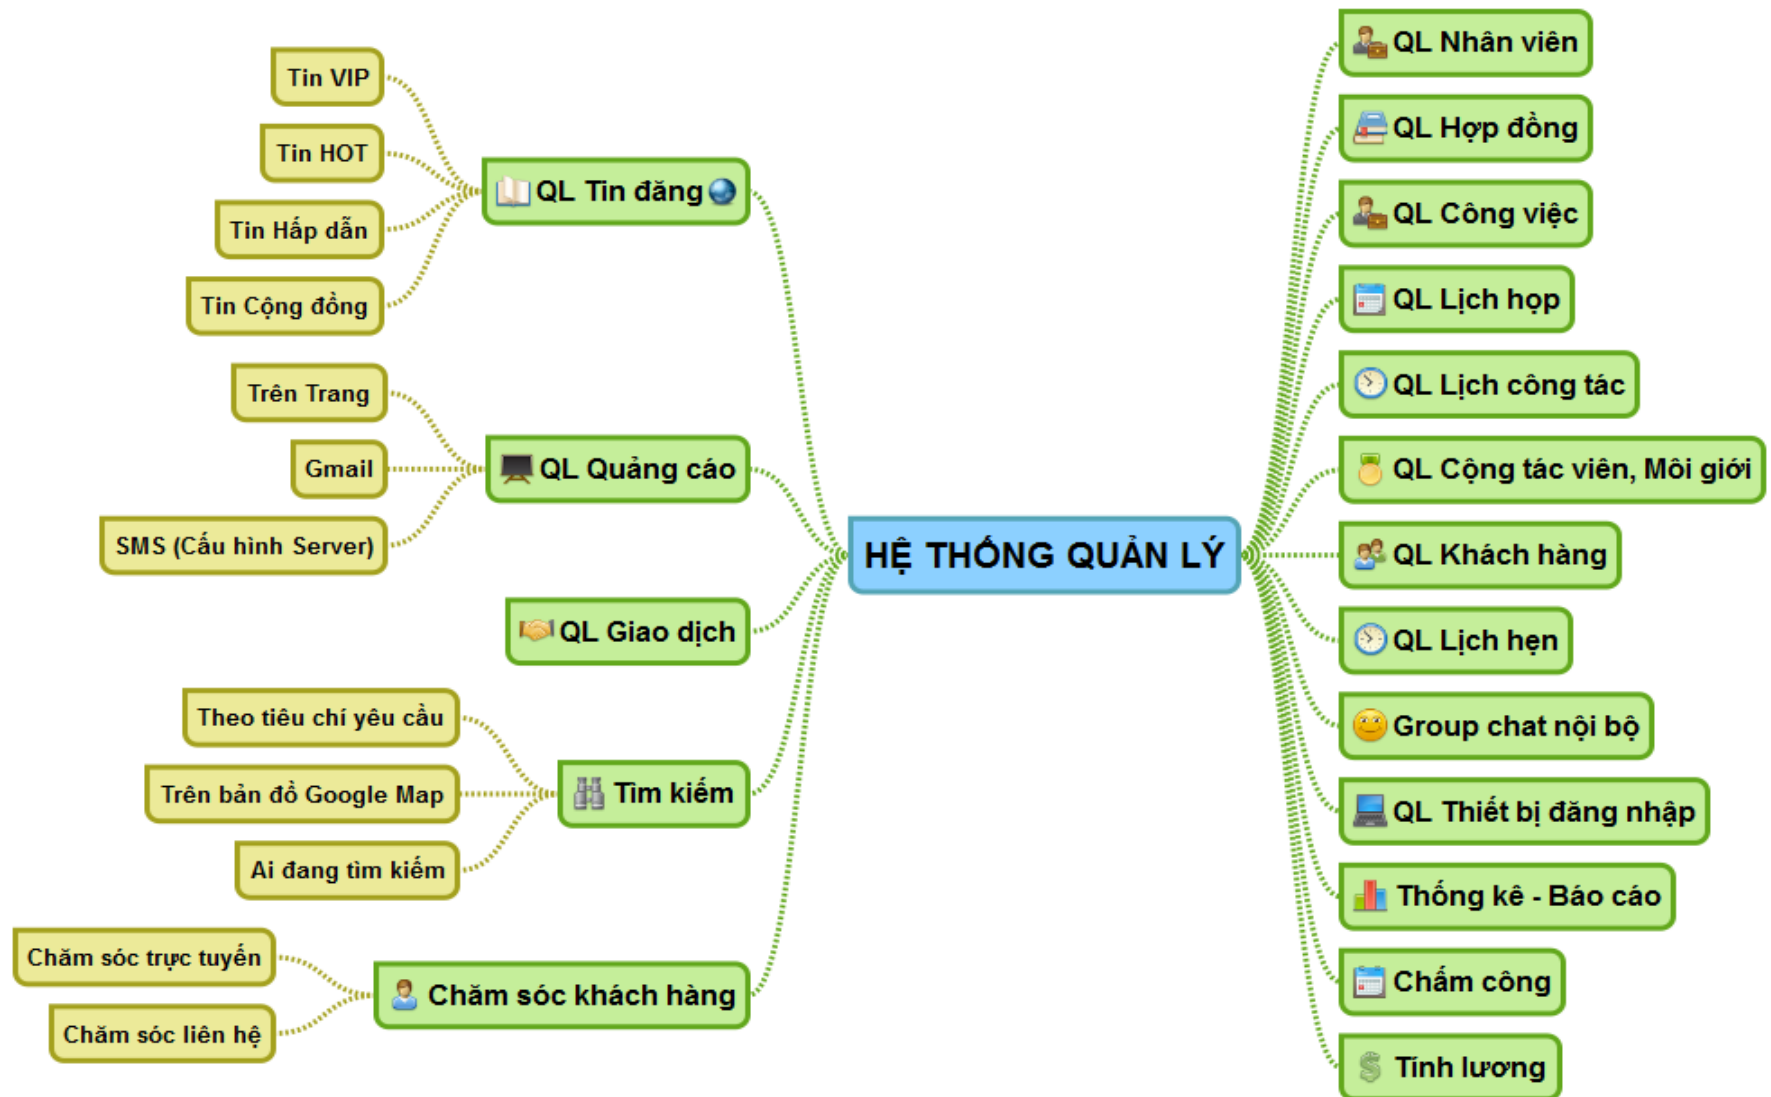 Tin VIP
Tin HOT
Tin Hấp dẫn
Tin Cộng đồng
QL Tin đăng
Trên Trang
Gmail
SMS (Cấu hình Server)
QL Quảng cáo
QL Giao dịch
Theo tiêu chí yêu cầu
Trên bản đồ Google Map
Ai đang tìm kiếm
Tìm kiếm
Chăm sóc trực tuyến
Chăm sóc liên hệ
Chăm sóc khách hàng
HỆ THỐNG QUẢN LÝ
QL Nhân viên
QL Hợp đồng
QL Công việc
QL Lịch họp
QL Lịch công tác
QL Cộng tác viên, Môi giới
QL Khách hàng
QL Lịch hẹn
Group chat nội bộ
QL Thiết bị đăng nhập
Thống kê - Báo cáo
Chấm công
Tính lương